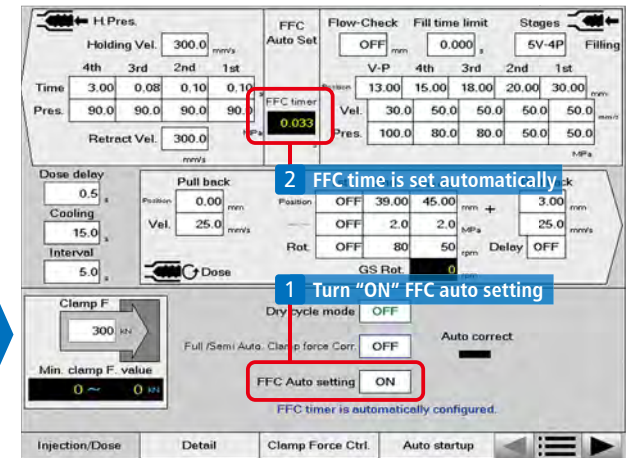 H.Pres.
Holding Vel. 300.0 mm/s
4th 3rd 2nd 1st
Time 3.00 0.08 0.10 0.10 s
Pres. 90.0 90.0 90.0 90.0 MPa
Retract Vel. 300.0 mm/s
FFC
Auto Set
FFC timer
0.033
s
Flow-Check Fill time limit Stages
OFF mm 0.000 s 5V-4P Filling
V-P 4th 3rd 2nd 1st
Position 13.00 15.00 18.00 20.00 30.00 mm
Vel. 30.0 50.0 50.0 50.0 50.0 mm/s
Pres. 100.0 80.0 80.0 50.0 50.0
MPa
2 FFC time is set automatically
Dose delay
0.5 s
Cooling
15.0 s
Interval
5.0 s
Pull back
Position 0.00 mm
Vel. 25.0 mm/s
Dose
Position OFF 39.00 45.00 mm + 3.00 mm
OFF 2.0 2.0 MPa 25.0 mm/s
Rot. OFF 80 50 rpm Delay OFF
GS Rot. 0 rpm
1 Turn “ON” FFC auto setting
Clamp F
300 kN
Min. clamp F. value
0 ~ 0 kN
Dry cycle mode OFF
Full /Semi Auto. Clamp force Corr. OFF
Auto correct
FFC Auto setting ON
FFC timer is automatically configured.
Injection/Dose Detail Clamp Force Ctrl. Auto startup